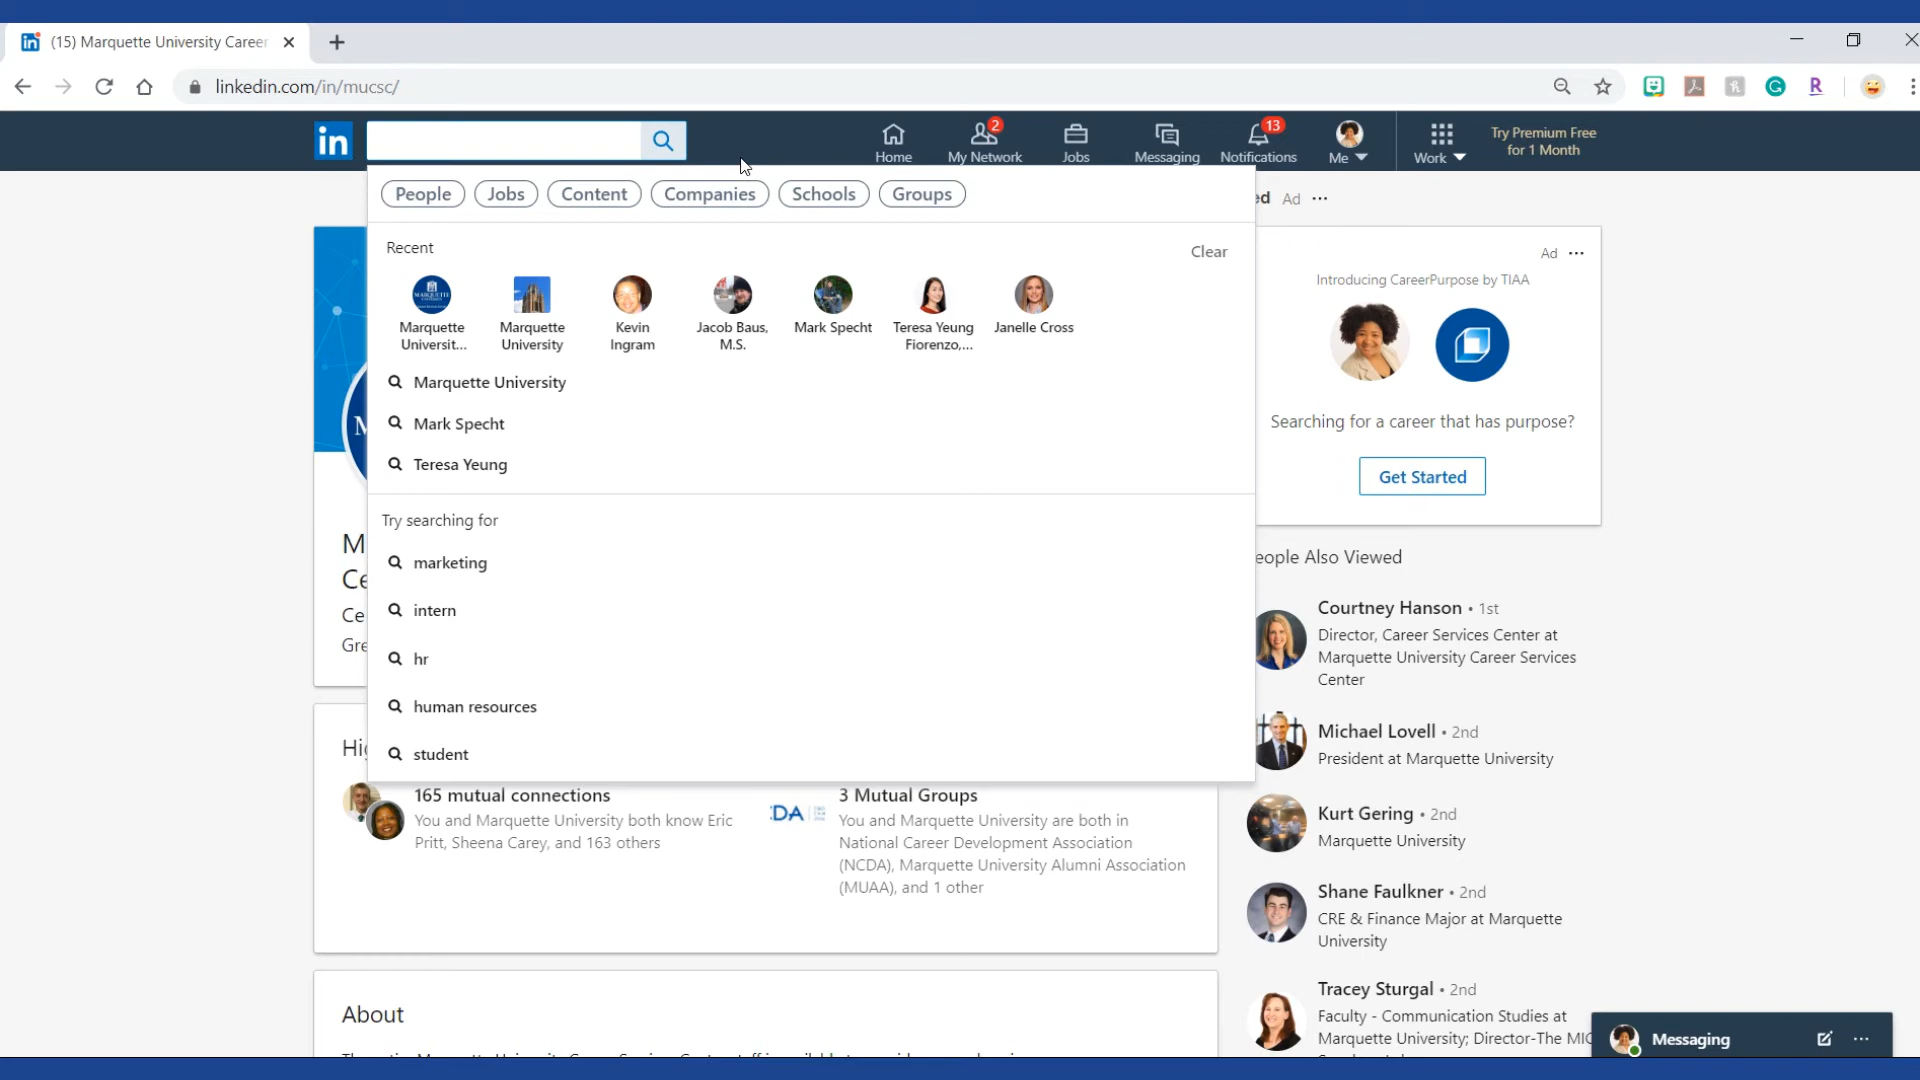 (15) Marquette University Career
linkedin.com/in/mucsc/
in
Home
My Network
2
Jobs
Messaging
Notifications
13
Me
Work
Try Premium Free
for 1 Month
People
Jobs
Content
Companies
Schools
Groups
Recent
Clear
Marquette
Universit...
Marquette
University
Kevin
Ingram
Jacob Baus,
M.S.
Mark Specht
Teresa Yeung
Fiorenzo,...
Janelle Cross
Marquette University
Mark Specht
Teresa Yeung
Try searching for
marketing
intern
hr
human resources
student
165 mutual connections
You and Marquette University both know Eric
Pritt, Sheena Carey, and 163 others
3 Mutual Groups
You and Marquette University are both in
National Career Development Association
(NCDA), Marquette University Alumni Association
(MUAA), and 1 other
About
Ad
Ad
Introducing CareerPurpose by TIAA
Searching for a career that has purpose?
Get Started
eople Also Viewed
Courtney Hanson • 1st
Director, Career Services Center at
Marquette University Career Services
Center
Michael Lovell • 2nd
President at Marquette University
Kurt Gering • 2nd
Marquette University
Shane Faulkner • 2nd
CRE & Finance Major at Marquette
University
Tracey Sturgal • 2nd
Faculty - Communication Studies at
Marquette University; Director-The MIC
Messaging